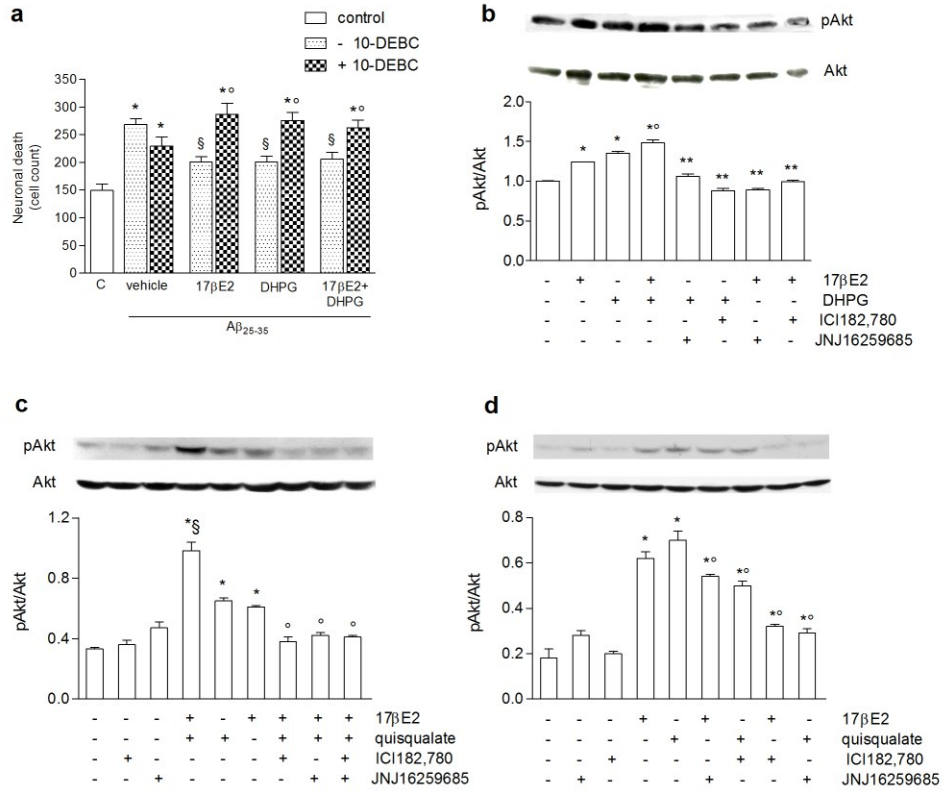 a
control
- 10-DEBC
+ 10-DEBC
350
300
250
200
150
100
50
0
Neuronal death
(cell count)
* * § *° § *° § *°
C vehicle 17βE2 DHPG 17βE2+
DHPG
Aβ25-35
b
pAkt
Akt
2.0
1.5
1.0
0.5
0.0
pAkt/Akt
* * *° ** ** ** **
- + - + - - + + 17βE2
- - + + + + - - DHPG
- - - - - + - + ICI182,780
- - - - + - + - JNJ16259685
c
pAkt
Akt
1.2
0.8
0.4
0.0
pAkt/Akt
*§ * * ° ° °
- - - + - + + + + 17βE2
- - - + + - + + + quisqualate
- + - - - - + - + ICI182,780
- - + - - - - + + JNJ16259685
d
pAkt
Akt
0.8
0.6
0.4
0.2
0.0
pAkt/Akt
* * *° *° *° *°
- - - + - + - + - 17βE2
- - - - + - + - + quisqualate
- - + - - - + + - ICI182,780
- + - - - + - - + JNJ16259685